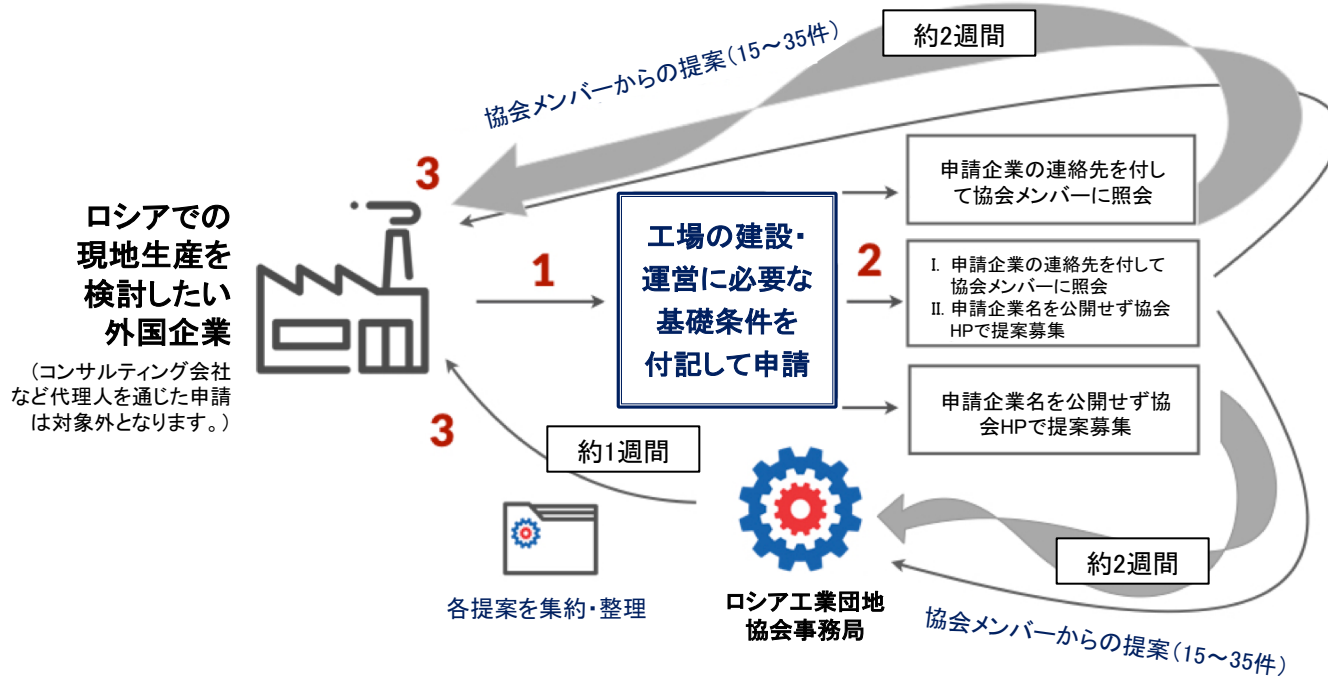 約2週間
協会メンバーからの提案(15～35件)
3
ロシアでの
現地生産を
検討したい
外国企業
(コンサルティング会社
など代理人を通じた申請
は対象外となります。)
1
工場の建設・
運営に必要な
基礎条件を
付記して申請
2
申請企業の連絡先を付し
て協会メンバーに照会
I. 申請企業の連絡先を付して
協会メンバーに照会
II. 申請企業名を公開せず協会
HPで提案募集
申請企業名を公開せず協
会HPで提案募集
3
約1週間
各提案を集約・整理
ロシア工業団地
協会事務局
約2週間
協会メンバーからの提案(15～35件)